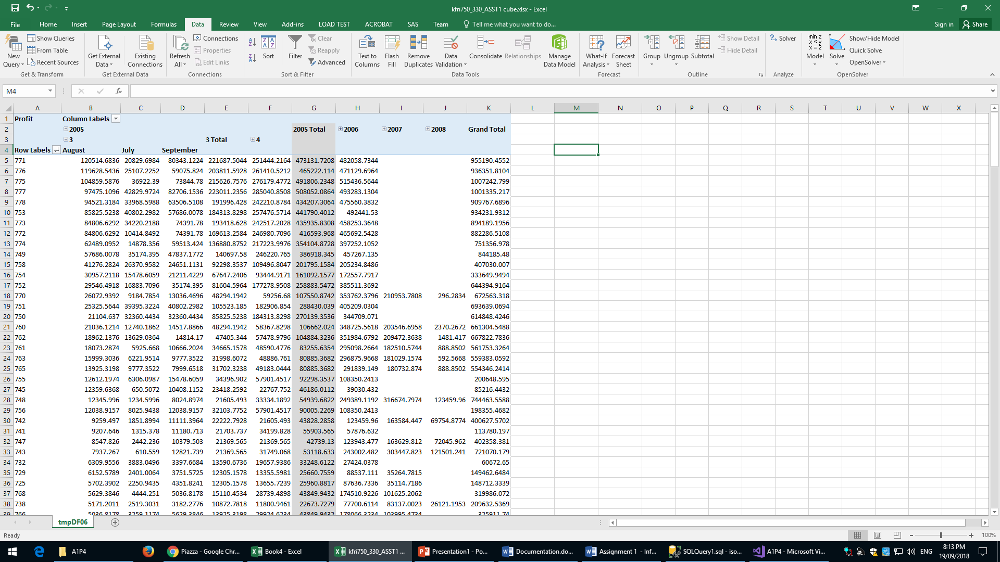 kfri750_330_ASST1 cube.xlsx - Excel
File Home Insert Page Layout Formulas Data Review View Add-ins LOAD TEST ACROBAT SAS Team Tell me what you want to do... Sign in Share
New Query
Show Queries
From Table
Recent Sources
Get & Transform
Get External Data
Existing Connections
Get External Data
Refresh All
Connections
Properties
Edit Links
Connections
Sort
Filter
Clear
Reapply
Advanced
Sort & Filter
Text to Columns
Flash Fill
Remove Duplicates
Data Validation
Consolidate
Relationships
Manage Data Model
Data Tools
What-If Analysis
Forecast Sheet
Forecast
Group
Ungroup
Subtotal
Show Detail
Hide Detail
Outline
Solver
Analyze
min z
x ≤ y
x = 2
Model
Solve
Show/Hide Model
Quick Solve
OpenSolver
OpenSolver
M4 fx
A B C D E F G H I J K L M N O P Q R S T U V W X
1 Profit Column Labels
2 2005 2005 Total 2006 2007 2008 Grand Total
3 3 3 Total 4
4 Row Labels August July September
5 771 120514.6836 20829.6984 80343.1224 221687.5044 251444.2164 473131.7208 482058.7344 955190.4552
6 776 119628.5436 25107.2252 59075.824 203811.5928 261410.5212 465222.114 471129.6964 936351.8104
7 775 104859.5876 36922.39 73844.78 215626.7576 276179.4772 491806.2348 515436.5644 1007242.799
8 777 97475.1096 42829.9724 82706.1536 223011.2356 285040.8508 508052.0864 493283.1304 1001335.217
9 778 94521.3184 33968.5988 63506.5108 191996.428 242210.8784 434207.3064 475560.3832 909767.6896
10 753 85825.5238 40802.2982 57686.0078 184313.8298 257476.5714 441790.4012 492441.53 934231.9312
11 773 84806.6292 34220.2188 74391.78 193418.628 242517.2028 435935.8308 458253.3648 894189.1956
12 772 84806.6292 10414.8492 74391.78 169613.2584 246980.7096 416593.968 465692.5428 882286.5108
13 774 62489.0952 14878.356 59513.424 136880.8752 217223.9976 354104.8728 397252.1052 751356.978
14 749 57686.0078 35174.395 47837.1772 140697.58 246220.765 386918.345 457267.135 844185.48
15 758 41276.2824 26370.9582 24651.1131 92298.3537 109496.8047 201795.1584 205234.8486 407030.007
16 754 30957.2118 15478.6059 21211.4229 67647.2406 93444.9171 161092.1577 172557.7917 333649.9494
17 752 29546.4918 16883.7096 35174.395 81604.5964 177278.9508 258883.5472 385511.3692 644394.9164
18 770 26072.9392 9184.7854 13036.4696 48294.1942 59256.68 107550.8742 353762.3796 210953.7808 296.2834 672563.318
19 751 25325.5644 39395.3224 40802.2982 105523.185 182906.854 288430.039 405209.0304 693639.0694
20 750 21104.637 32360.4434 32360.4434 85825.5238 184313.8298 270139.3536 344709.071 614848.4246
21 760 21036.1214 12740.1862 14517.8866 48294.1942 58367.8298 106662.024 348725.5618 203546.6958 2370.2672 661304.5488
22 762 18962.1376 13629.0364 14814.17 47405.344 57478.9796 104884.3236 351984.6792 209472.3638 1481.417 667822.7836
23 761 18073.2874 5925.668 10666.2024 34665.1578 48590.4776 83255.6354 295098.2664 182510.5744 888.8502 561753.3264
24 763 15999.3036 6221.9514 9777.3522 31998.6072 48886.761 80885.3682 296875.9668 181029.1574 592.5668 559383.0592
25 765 13925.3198 9777.3522 7999.6518 31702.3238 49183.0444 80885.3682 291839.149 180732.874 888.8502 554346.2414
26 755 12612.1974 6306.0987 15478.6059 34396.902 57901.4517 92298.3537 108350.2413 200648.595
27 745 12359.6368 650.5072 10408.1152 23418.2592 22767.752 46186.0112 39030.432 85216.4432
28 748 12345.996 1234.5996 8024.8974 21605.493 33334.1892 54939.6822 249389.1192 316674.7974 123459.96 744463.5588
29 756 12038.9157 8025.9438 12038.9157 32103.7752 57901.4517 90005.2269 108350.2413 198355.4682
30 742 9259.497 1851.8994 11111.3964 22222.7928 21605.493 43828.2858 123459.96 163584.447 69754.8774 400627.5702
31 741 9207.646 1315.378 11180.713 21703.737 34199.828 55903.565 57876.632 113780.197
32 747 8547.826 2442.236 10379.503 21369.565 21369.565 42739.13 123943.477 163629.812 72045.962 402358.381
33 743 7937.267 610.559 12821.739 21369.565 31749.068 53118.633 243002.482 303447.823 121501.241 721070.179
34 732 6309.9556 3883.0496 3397.6684 13590.6736 19657.9386 33248.6122 27424.0378 60672.65
35 729 6152.5789 2401.0064 3751.5725 12305.1578 13355.5981 25660.7559 88537.111 35264.7815 149462.6484
36 725 5702.3902 2250.9435 4351.8241 12305.1578 13655.7239 25960.8817 87636.7336 35114.7186 148712.3339
37 768 5629.3846 4444.251 5036.8178 15110.4534 28739.4898 43849.9432 174510.9226 101625.2062 319986.072
38 738 5171.2011 2519.3031 3182.2776 10872.7818 11800.9461 22673.7279 77700.6114 83137.0023 26121.1953 209632.5369
39 766 5036.8178 3259.1174 5629.3846 13925.3198 29924.6234 43849.9432 178066.3234 103995.4734 325911.74
tmpDF06
Ready 100%
A1P4 Piazza - Google Chr... Book4 - Excel kfri750_330_ASST1 ... Presentation1 - Po... Documentation.do... Assignment 1 - Inf... SQLQuery1.sql - iso... A1P4 - Microsoft Vi... ENG 8:13 PM
19/09/2018